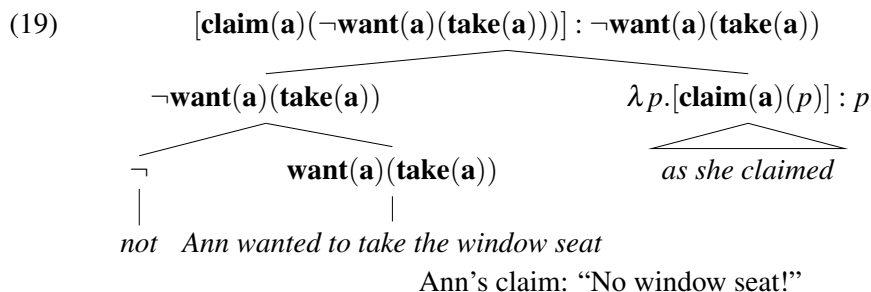 (19) [claim(a)(¬want(a)(take(a)))] : ¬want(a)(take(a))
¬want(a)(take(a)) λp.[claim(a)(p)] : p
¬ want(a)(take(a)) as she claimed
not Ann wanted to take the window seat
Ann’s claim: “No window seat!”